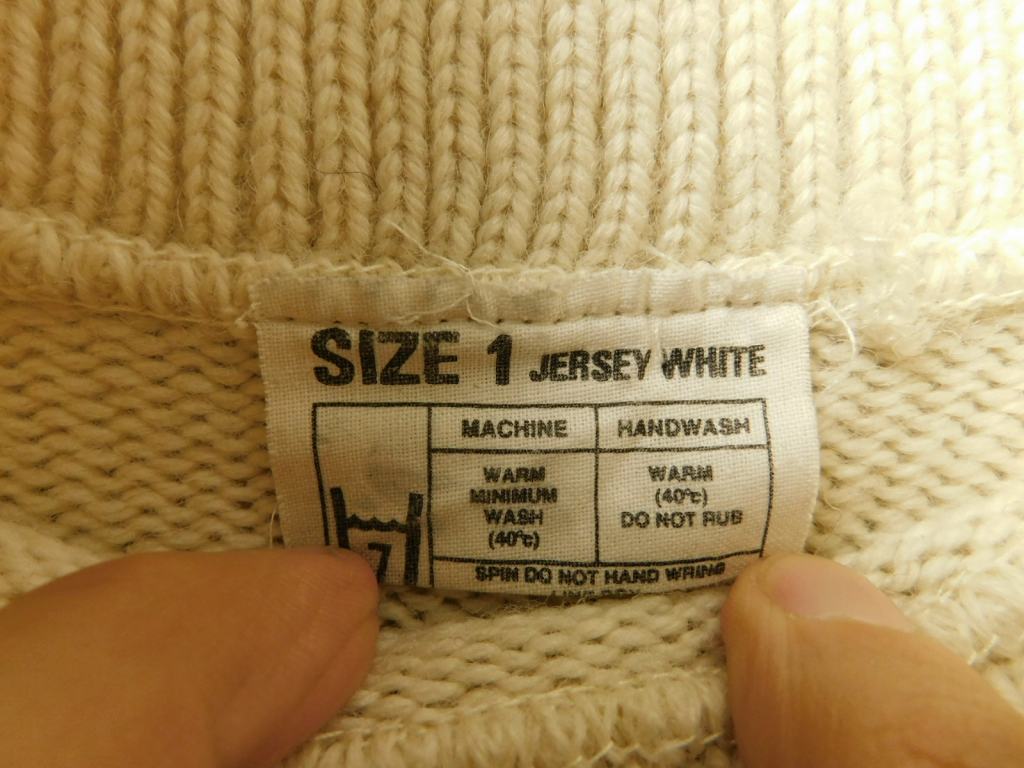 SIZE 1 JERSEY WHITE
MACHINE
HANDWASH
WARM
MINIMUM
WASH
(40°c)
WARM
(40°c)
DO NOT RUB
7
SPIN DO NOT HAND WRING